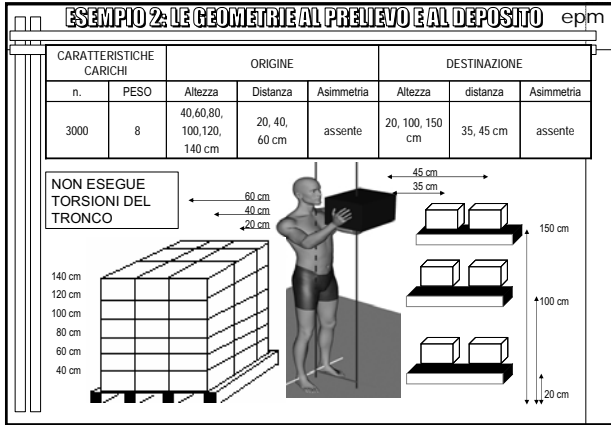 ESEMPIO 2: LE GEOMETRIE AL PRELIEVO E AL DEPOSITO
epm
CARATTERISTICHE CARICHI ORIGINE DESTINAZIONE
n. PESO Altezza Distanza Asimmetria Altezza distanza Asimmetria
3000 8 40,60,80, 100,120, 140 cm 20, 40, 60 cm assente 20, 100, 150 cm 35, 45 cm assente
NON ESEGUE
TORSIONI DEL
TRONCO
60 cm
40 cm
20 cm
45 cm
35 cm
140 cm
120 cm
100 cm
80 cm
60 cm
40 cm
150 cm
100 cm
20 cm